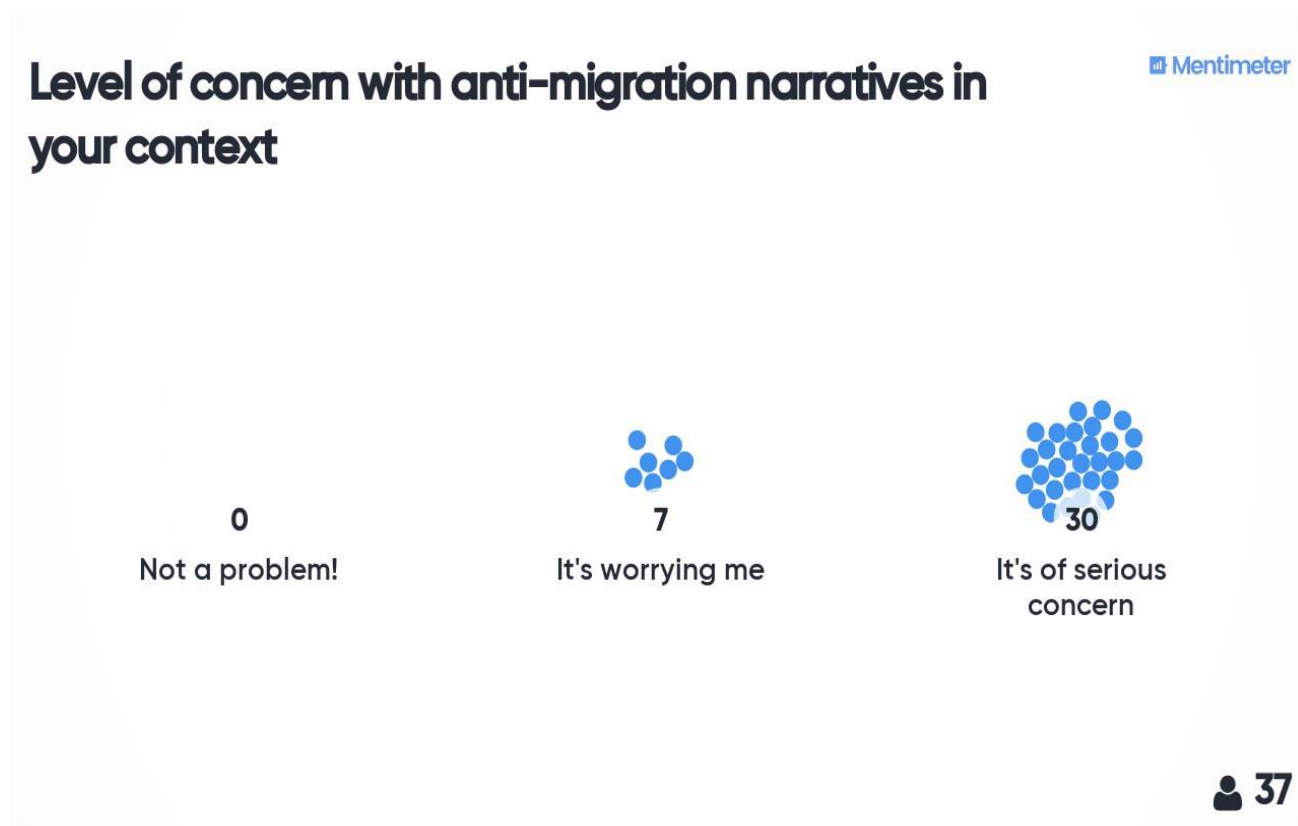 Level of concern with anti-migration narratives in
your context
Mentimeter
0
Not a problem!
7
It's worrying me
30
It's of serious
concern
37